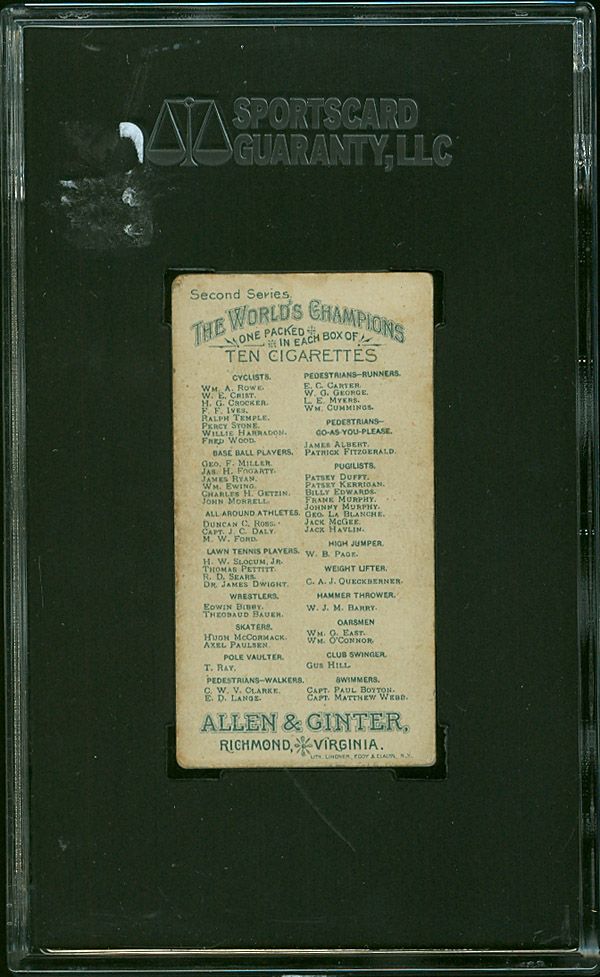 SPORTSCARD
GUARANTY, LLC
Second Series.
THE WORLD'S CHAMPIONS
ONE PACKED
IN EACH BOX OF
TEN CIGARETTES
CYCLISTS.
WM. A. ROWE.
W. E. CRIST.
H. G. CROCKER.
F. F. IVES.
RALPH TEMPLE.
PERCY STONE.
WILLIE HARRADON.
FRED WOOD.
BASE BALL PLAYERS.
GEO. F. MILLER.
JAS. H. FOGARTY.
JAMES RYAN.
WM. EWING.
CHARLES H. GETZIN.
JOHN MORRELL.
ALL AROUND ATHLETES.
DUNCAN C. ROSS.
CAPT. J. C. DALY.
M. W. FORD.
LAWN TENNIS PLAYERS.
H. W. SLOCUM, JR.
THOMAS PETTITT.
R. D. SEARS.
DR. JAMES DWIGHT.
WRESTLERS.
EDWIN BIBBY.
THEOBAUD BAUER.
SKATERS.
HUGH MCCORMACK.
AXEL PAULSEN.
POLE VAULTER.
T. RAY.
PEDESTRIANS-WALKERS.
C. W. V. CLARKE.
E. D. LANGE.
PEDESTRIANS-RUNNERS.
E. C. CARTER.
W. G. GEORGE.
L. E. MYERS.
WM. CUMMINGS.
PEDESTRIANS-
GO-AS-YOU-PLEASE.
JAMES ALBERT.
PATRICK FITZGERALD.
PUGILISTS.
PATSEY DUFFY.
PATSEY KERRIGAN.
BILLY EDWARDS.
FRANK MURPHY.
JOHNNY MURPHY.
GEO. LA BLANCHE.
JACK MCGEE.
JACK HAVLIN.
HIGH JUMPER.
W. B. PAGE.
WEIGHT LIFTER.
C. A. J. QUECKBERNER.
HAMMER THROWER.
W. J. M. BARRY.
OARSMEN
WM. G. EAST.
WM. O'CONNOR.
CLUB SWINGER.
GUS HILL.
SWIMMERS.
CAPT. PAUL BOYTON.
CAPT. MATTHEW WEBB.
ALLEN & GINTER,
RICHMOND, VIRGINIA.
LITH. LINDNER, EDDY & CLAUSS, N.Y.